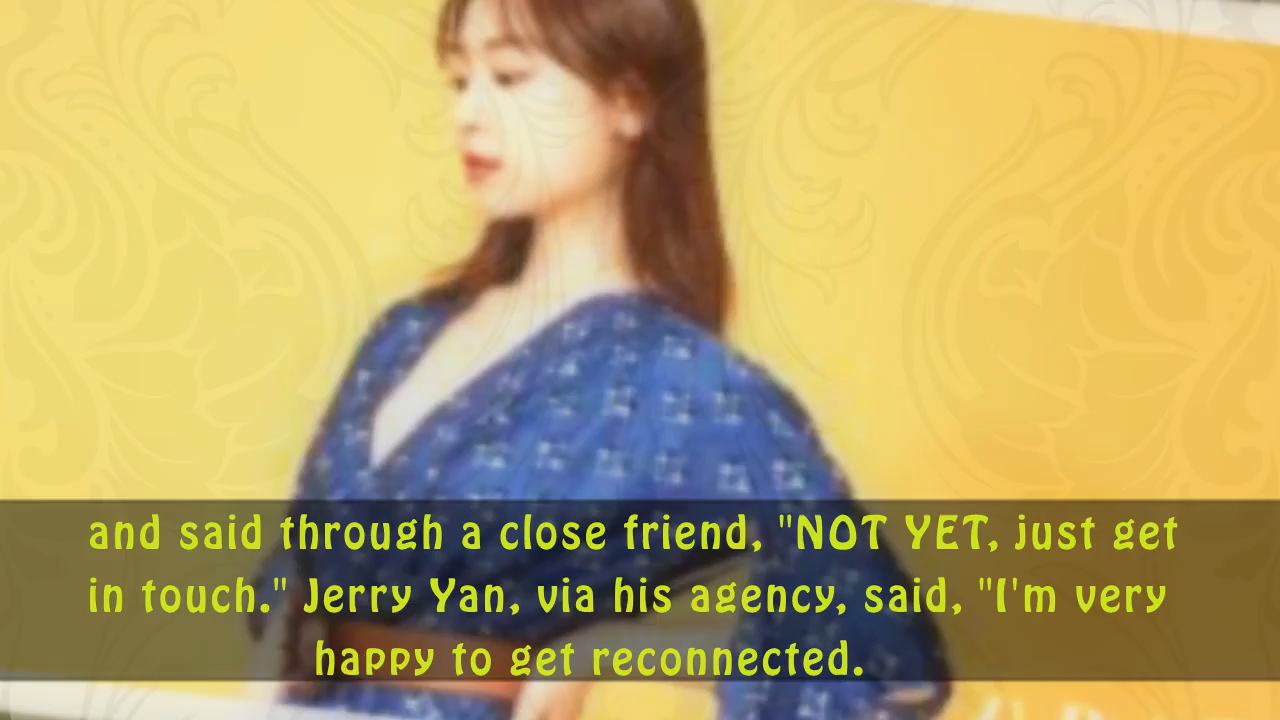 and said through a close friend, "NOT YET, just get
in touch." Jerry Yan, via his agency, said, "I'm very
happy to get reconnected.